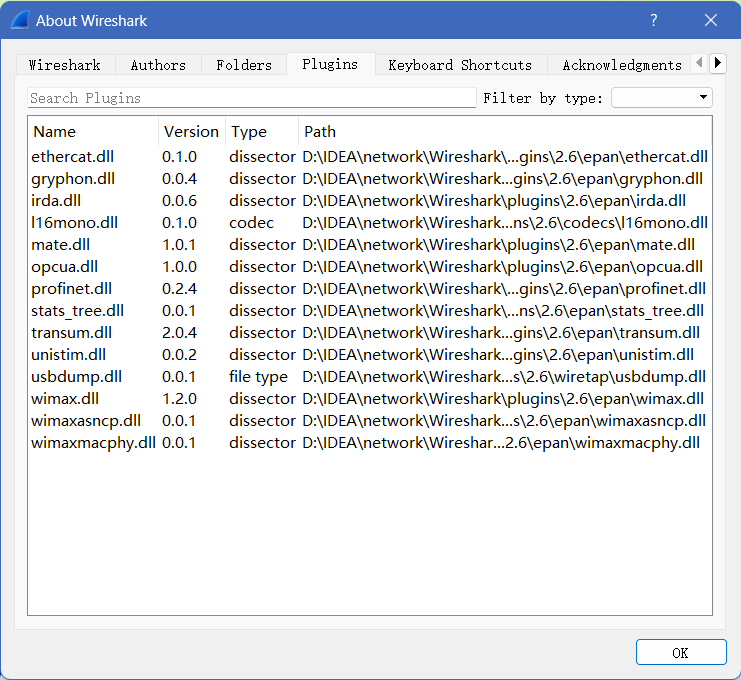 About Wireshark ?
Wireshark Authors Folders Plugins Keyboard Shortcuts Acknowledgments
Search Plugins Filter by type:
Name Version Type Path
ethercat.dll 0.1.0 dissector D:\IDEA\network\Wireshark\...gins\2.6\epan\ethercat.dll
gryphon.dll 0.0.4 dissector D:\IDEA\network\Wireshark...gins\2.6\epan\gryphon.dll
irda.dll 0.0.6 dissector D:\IDEA\network\Wireshark\plugins\2.6\epan\irda.dll
l16mono.dll 0.1.0 codec D:\IDEA\network\Wireshark...ns\2.6\codecs\l16mono.dll
mate.dll 1.0.1 dissector D:\IDEA\network\Wireshark\plugins\2.6\epan\mate.dll
opcua.dll 1.0.0 dissector D:\IDEA\network\Wireshark\plugins\2.6\epan\opcua.dll
profinet.dll 0.2.4 dissector D:\IDEA\network\Wireshark\...gins\2.6\epan\profinet.dll
stats_tree.dll 0.0.1 dissector D:\IDEA\network\Wireshark\...ns\2.6\epan\stats_tree.dll
transum.dll 2.0.4 dissector D:\IDEA\network\Wireshark...gins\2.6\epan\transum.dll
unistim.dll 0.0.2 dissector D:\IDEA\network\Wireshark...gins\2.6\epan\unistim.dll
usbdump.dll 0.0.1 file type D:\IDEA\network\Wireshark...s\2.6\wiretap\usbdump.dll
wimax.dll 1.2.0 dissector D:\IDEA\network\Wireshark\plugins\2.6\epan\wimax.dll
wimaxasncp.dll 0.0.1 dissector D:\IDEA\network\Wireshark...s\2.6\epan\wimaxasncp.dll
wimaxmacphy.dll 0.0.1 dissector D:\IDEA\network\Wireshar...2.6\epan\wimaxmacphy.dll
OK